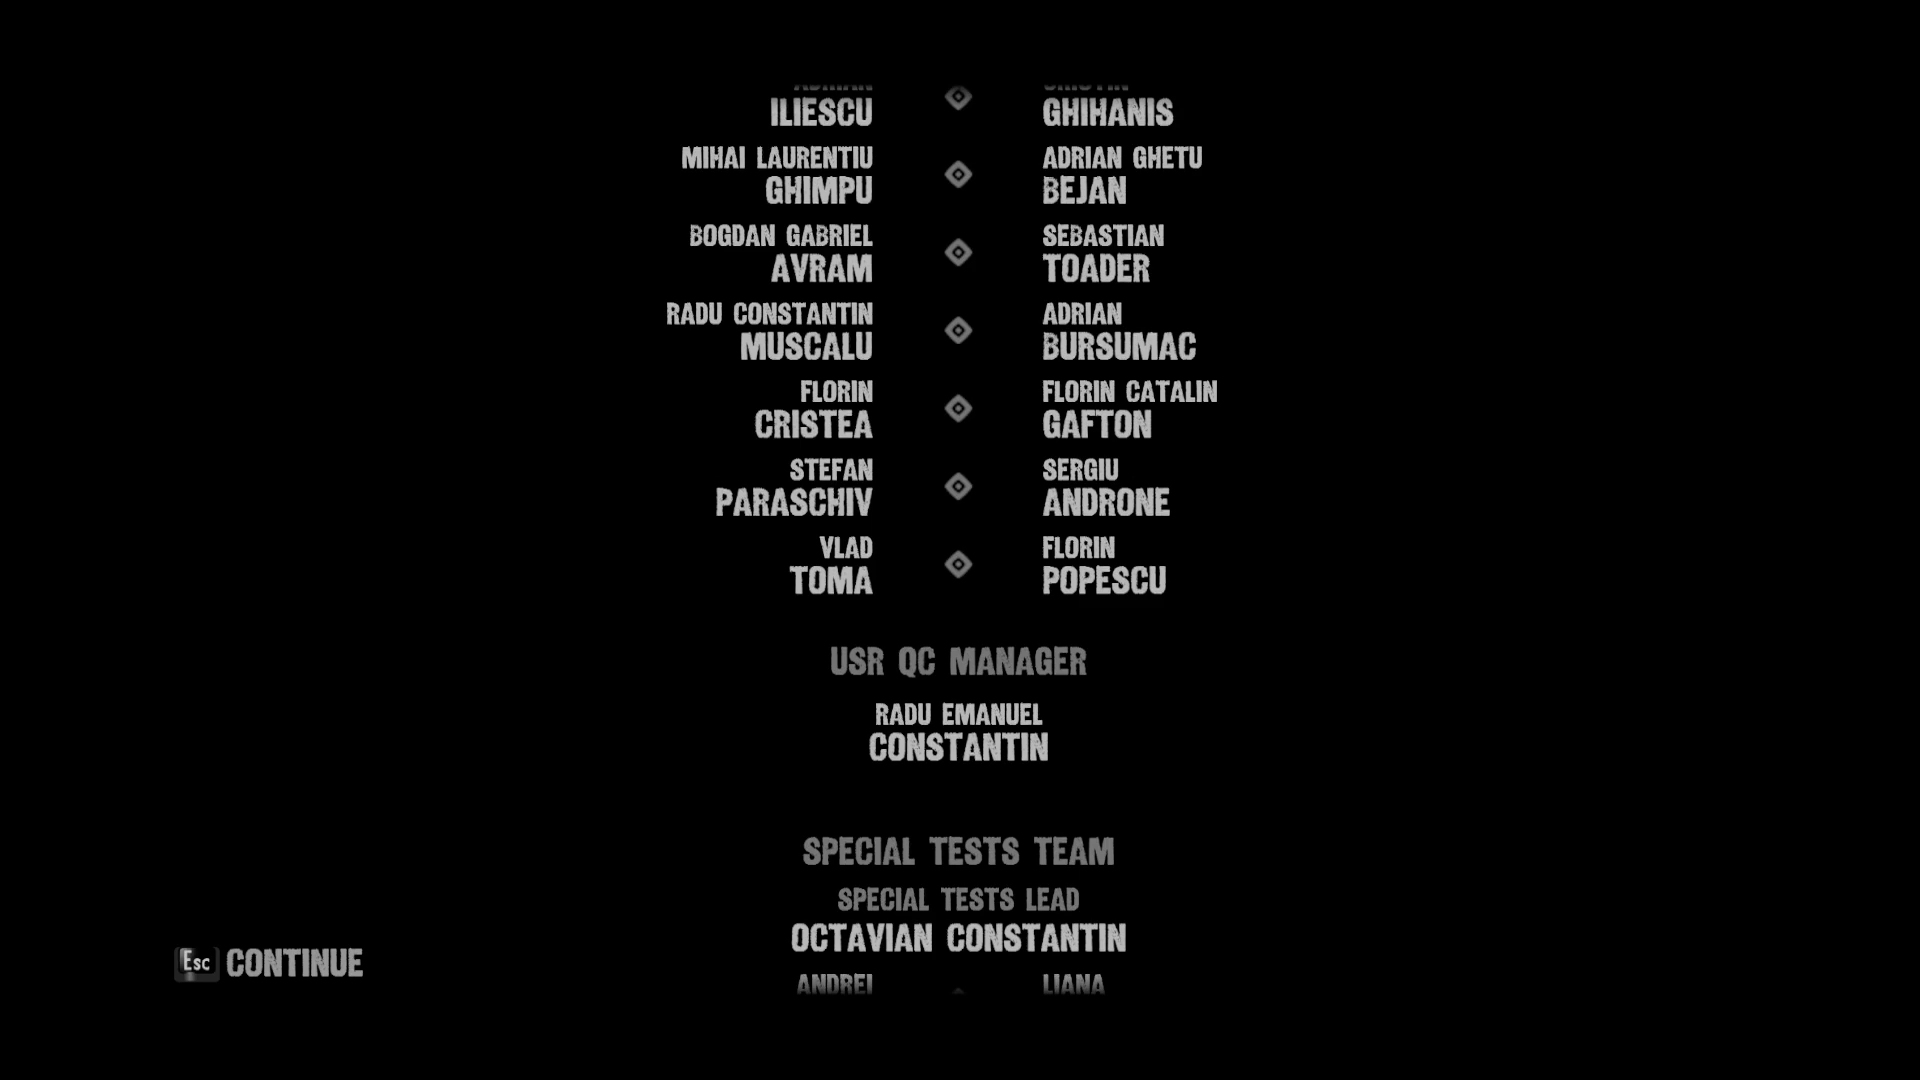 ADRIAN
ILIESCU
GHIHANIS
MIHAI LAURENTIU
GHIMPU
ADRIAN GHETU
BEJAN
BOGDAN GABRIEL
AVRAM
SEBASTIAN
TOADER
RADU CONSTANTIN
MUSCALU
ADRIAN
BURSUMAC
FLORIN
CRISTEA
FLORIN CATALIN
GAFTON
STEFAN
PARASCHIV
SERGIU
ANDRONE
VLAD
TOMA
FLORIN
POPESCU
USR QC MANAGER
RADU EMANUEL
CONSTANTIN
SPECIAL TESTS TEAM
SPECIAL TESTS LEAD
OCTAVIAN CONSTANTIN
ANDREI
LIANA
Esc CONTINUE